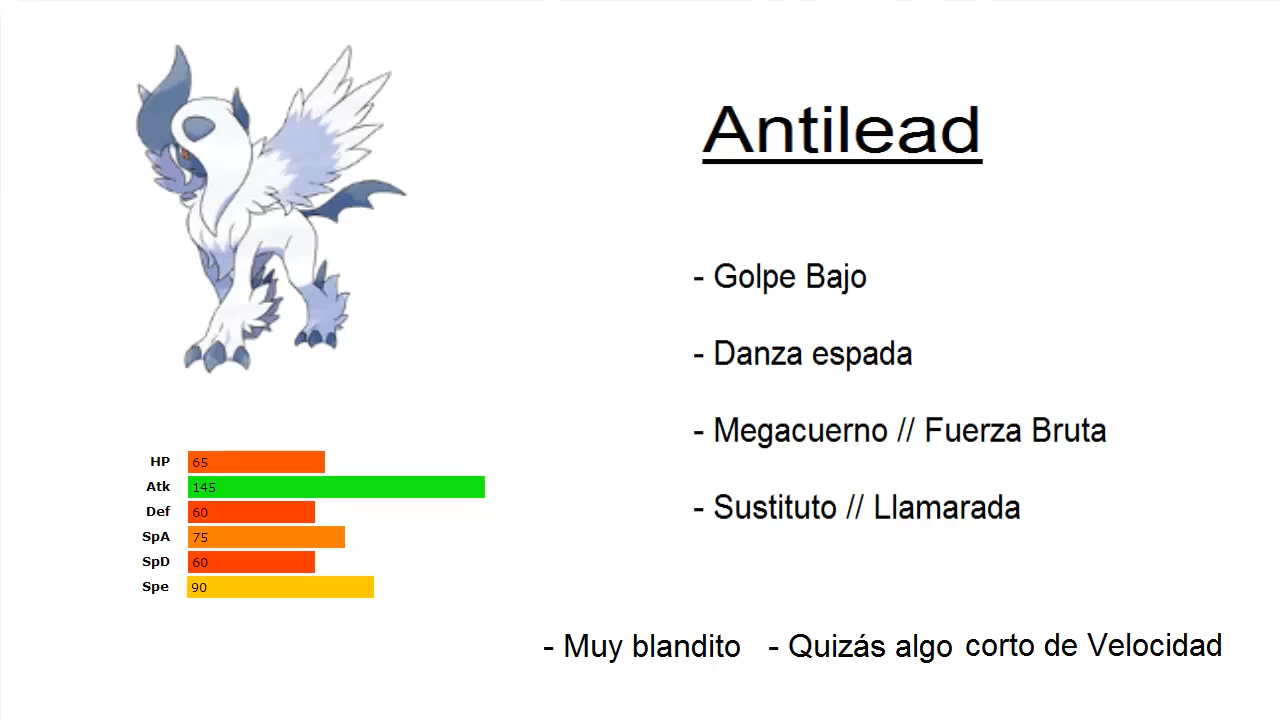 Antilead
- Golpe Bajo
- Danza espada
- Megacuerno // Fuerza Bruta
- Sustituto // Llamarada
HP 65
Atk 145
Def 60
SpA 75
SpD 60
Spe 90
- Muy blandito - Quizás algo corto de Velocidad